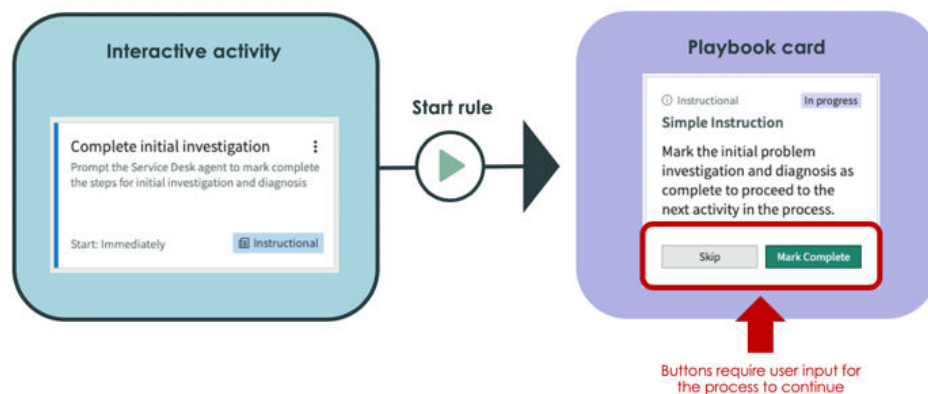 Interactive activity
Complete initial investigation
Prompt the Service Desk agent to mark complete
the steps for initial investigation and diagnosis
Start: Immediately
Instructional
Start rule
Playbook card
Instructional
In progress
Simple Instruction
Mark the initial problem
investigation and diagnosis as
complete to proceed to the
next activity in the process.
Skip
Mark Complete
Buttons require user input for
the process to continue